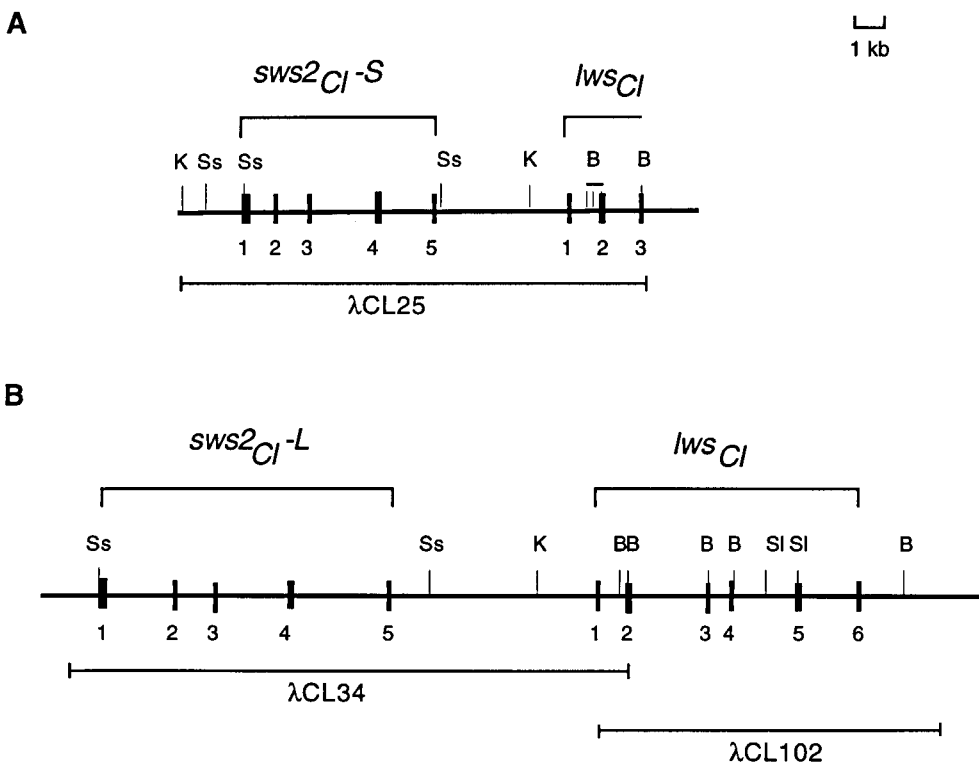 A
1 kb
sws2Cl-S lwsCl
K Ss Ss Ss K B B
1 2 3 4 5 1 2 3
λCL25
B
sws2Cl-L lwsCl
Ss Ss K BB B B Sl Sl B
1 2 3 4 5 1 2 3 4 5 6
λCL34
λCL102